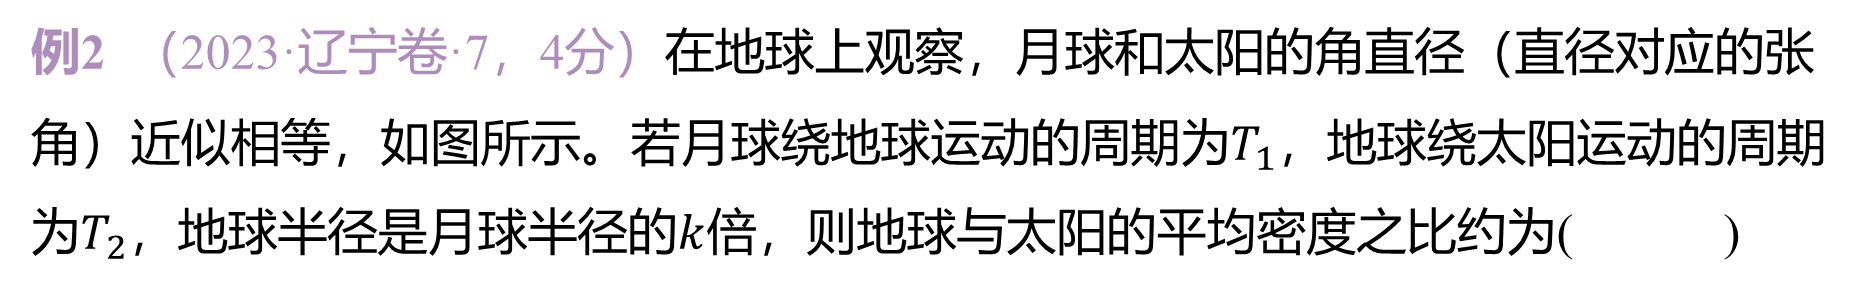 例2 （2023·辽宁卷·7，4分）在地球上观察，月球和太阳的角直径（直径对应的张
角）近似相等，如图所示。若月球绕地球运动的周期为T₁，地球绕太阳运动的周期
为T₂，地球半径是月球半径的k倍，则地球与太阳的平均密度之比约为( )